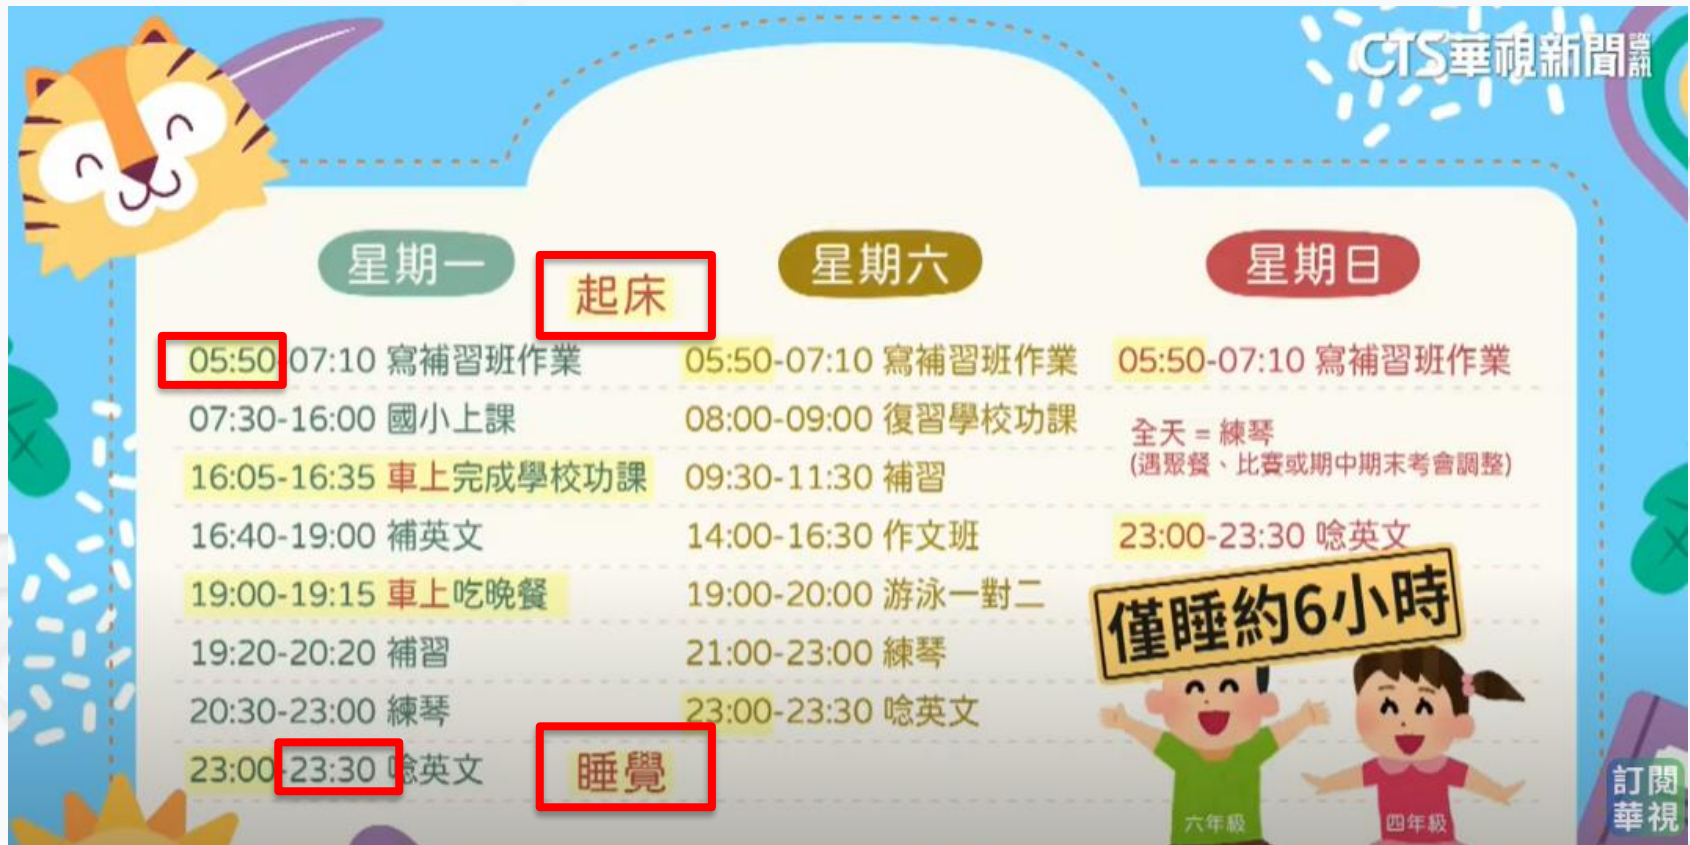 CTS華視新聞資訊
星期一
起床
05:50-07:10 寫補習班作業
07:30-16:00 國小上課
16:05-16:35 車上完成學校功課
16:40-19:00 補英文
19:00-19:15 車上吃晚餐
19:20-20:20 補習
20:30-23:00 練琴
23:00-23:30 唸英文
睡覺
星期六
05:50-07:10 寫補習班作業
08:00-09:00 復習學校功課
09:30-11:30 補習
14:00-16:30 作文班
19:00-20:00 游泳一對二
21:00-23:00 練琴
23:00-23:30 唸英文
星期日
05:50-07:10 寫補習班作業
全天 = 練琴
(遇聚餐、比賽或期中期末考會調整)
23:00-23:30 唸英文
僅睡約6小時
六年級
四年級
訂閱
華視